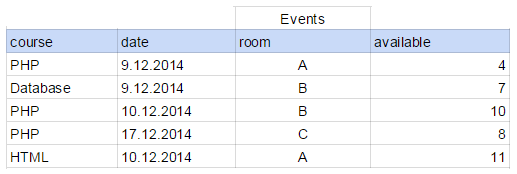 Events
course date room available
PHP 9.12.2014 A 4
Database 9.12.2014 B 7
PHP 10.12.2014 B 10
PHP 17.12.2014 C 8
HTML 10.12.2014 A 11